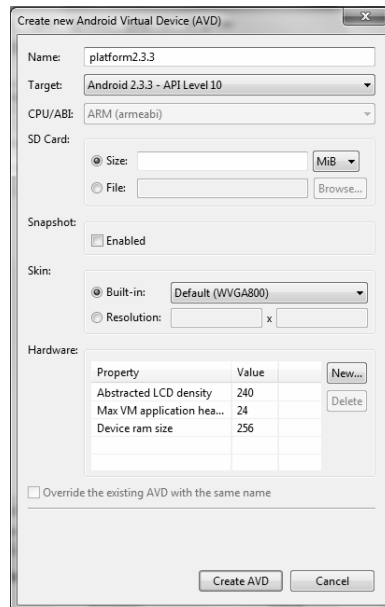 Create new Android Virtual Device (AVD)
x
Name: platform2.3.3
Target: Android 2.3.3 - API Level 10
CPU/ABI: ARM (armeabi)
SD Card:
Size: MiB
File: Browse...
Snapshot:
Enabled
Skin:
Built-in: Default (WVGA800)
Resolution: x
Hardware:
Property Value New...
Abstracted LCD density 240 Delete
Max VM application hea... 24
Device ram size 256
Override the existing AVD with the same name
Create AVD Cancel